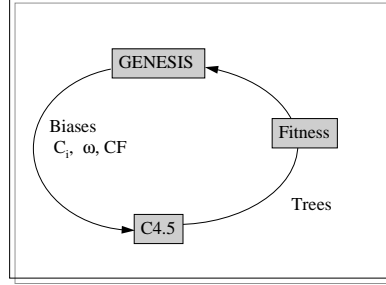 GENESIS
Biases
C_i, ω, CF
Fitness
C4.5
Trees